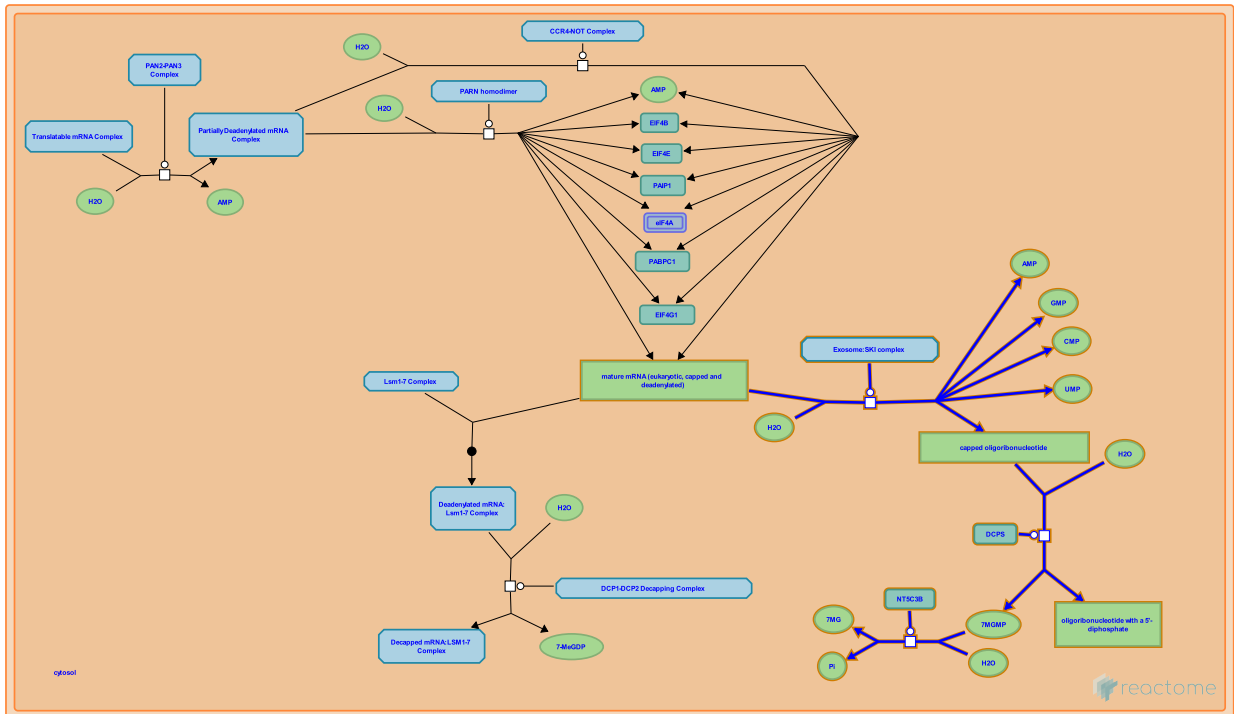 CCR4-NOT Complex
H2O
PAN2-PAN3
Complex
PARN homodimer
AMP
H2O
EIF4B
Translatable mRNA Complex
Partially Deadenylated mRNA
Complex
EIF4E
PAIP1
H2O
AMP
eIF4A
PABPC1
AMP
GMP
EIF4G1
CMP
Exosome:SKI complex
mature mRNA (eukaryotic, capped and
deadenylated)
Lsm1-7 Complex
UMP
H2O
capped oligoribonucleotide
H2O
Deadenylated mRNA:
Lsm1-7 Complex
H2O
DCPS
DCP1-DCP2 Decapping Complex
NT5C3B
7MG
7MGMP
oligoribonucleotide with a 5'-
diphosphate
Decapped mRNA:LSM1-7
Complex
7-MeGDP
Pi
H2O
cytosol
reactome